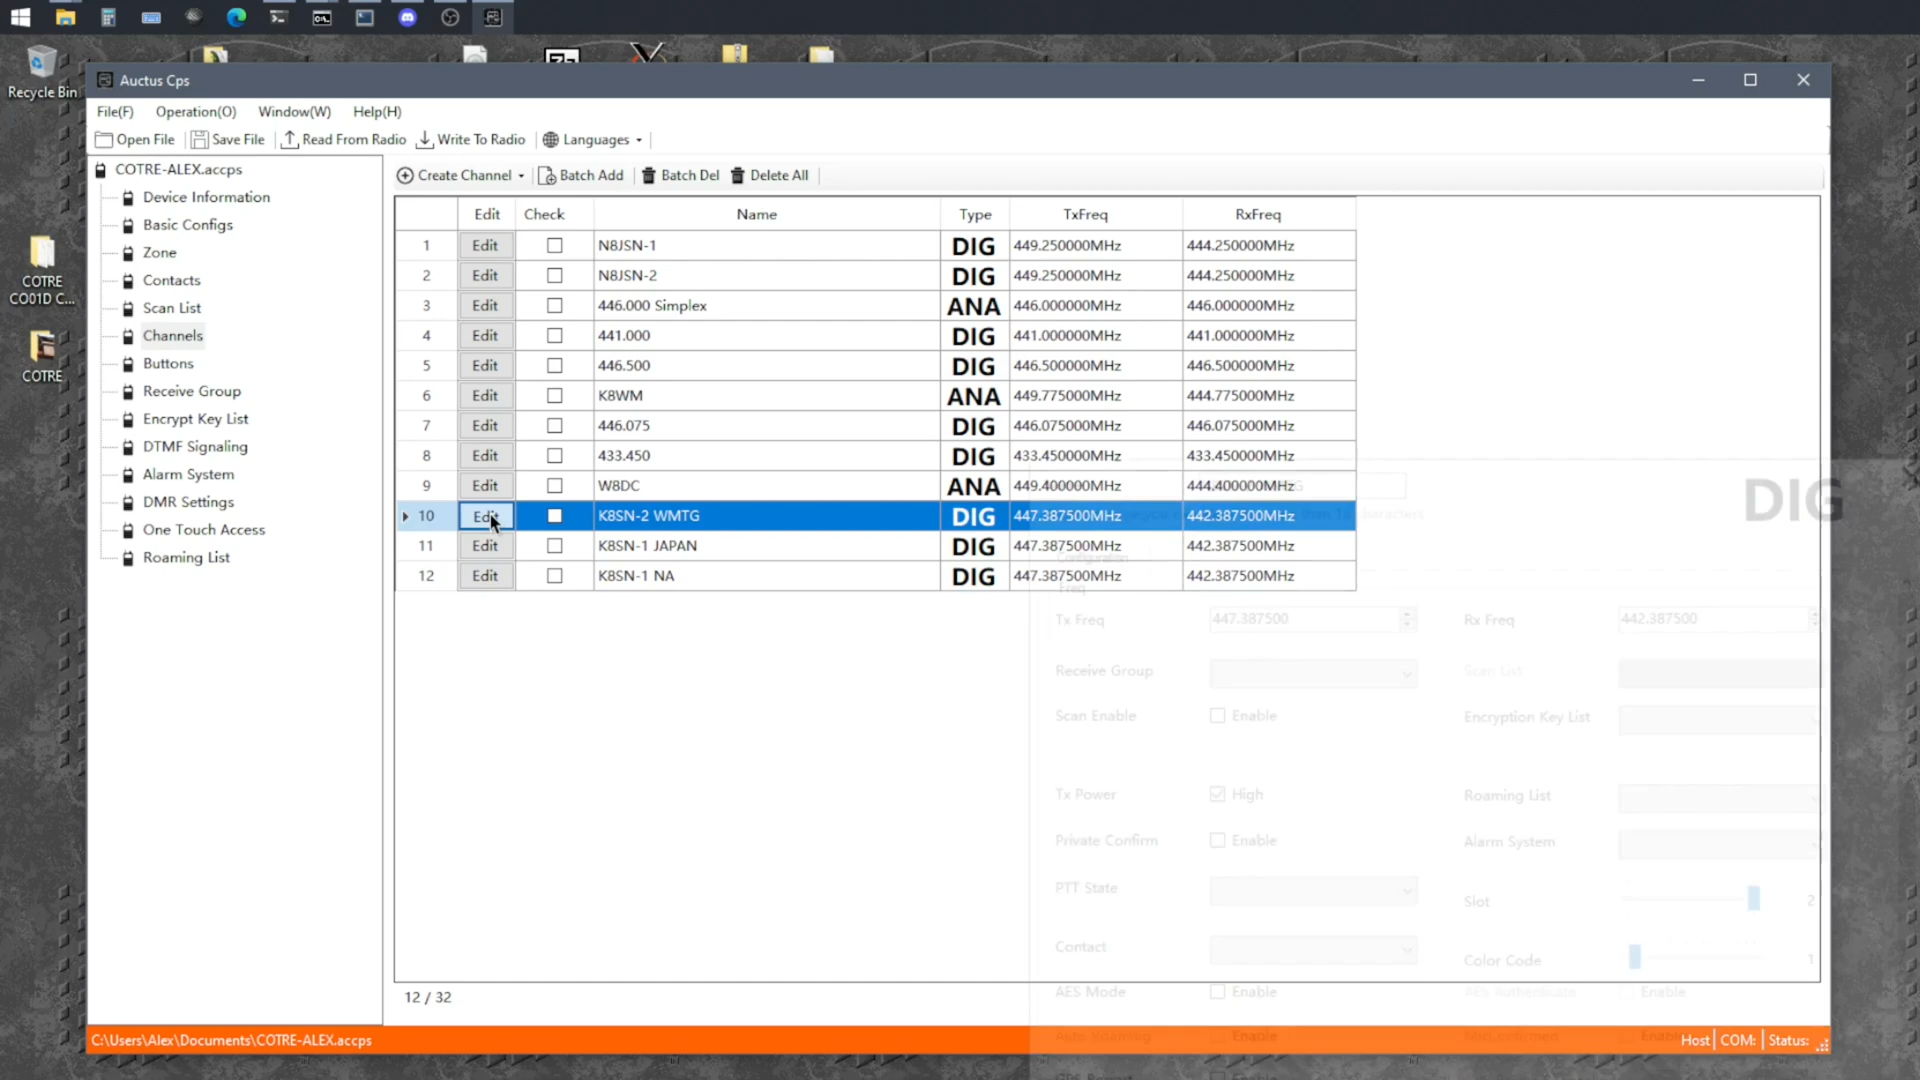 Recycle Bin
COTRE
CO01D C...
COTRE
Auctus Cps
File(F) Operation(O) Window(W) Help(H)
Open File Save File Read From Radio Write To Radio Languages
COTRE-ALEX.accps
Device Information
Basic Configs
Zone
Contacts
Scan List
Channels
Buttons
Receive Group
Encrypt Key List
DTMF Signaling
Alarm System
DMR Settings
One Touch Access
Roaming List
Create Channel Batch Add Batch Del Delete All
Edit Check Name Type TxFreq RxFreq
1 Edit N8JSN-1 DIG 449.250000MHz 444.250000MHz
2 Edit N8JSN-2 DIG 449.250000MHz 444.250000MHz
3 Edit 446.000 Simplex ANA 446.000000MHz 446.000000MHz
4 Edit 441.000 DIG 441.000000MHz 441.000000MHz
5 Edit 446.500 DIG 446.500000MHz 446.500000MHz
6 Edit K8WM ANA 449.775000MHz 444.775000MHz
7 Edit 446.075 DIG 446.075000MHz 446.075000MHz
8 Edit 433.450 DIG 433.450000MHz 433.450000MHz
9 Edit W8DC ANA 449.400000MHz 444.400000MHz
10 Edit K8SN-2 WMTG DIG 447.387500MHz 442.387500MHz
11 Edit K8SN-1 JAPAN DIG 447.387500MHz 442.387500MHz
12 Edit K8SN-1 NA DIG 447.387500MHz 442.387500MHz
DIG
characters
Configuration
Freq
Tx Freq 447.387500 Rx Freq 442.387500
Receive Group Scan List
Scan Enable Enable Encryption Key List
Tx Power High Roaming List
Private Confirm Enable Alarm System
PTT State Slot 2
Contact Color Code 1
AES Mode Enable AES Authenticate Enable
12 / 32
C:\Users\Alex\Documents\COTRE-ALEX.accps Host COM: Status: